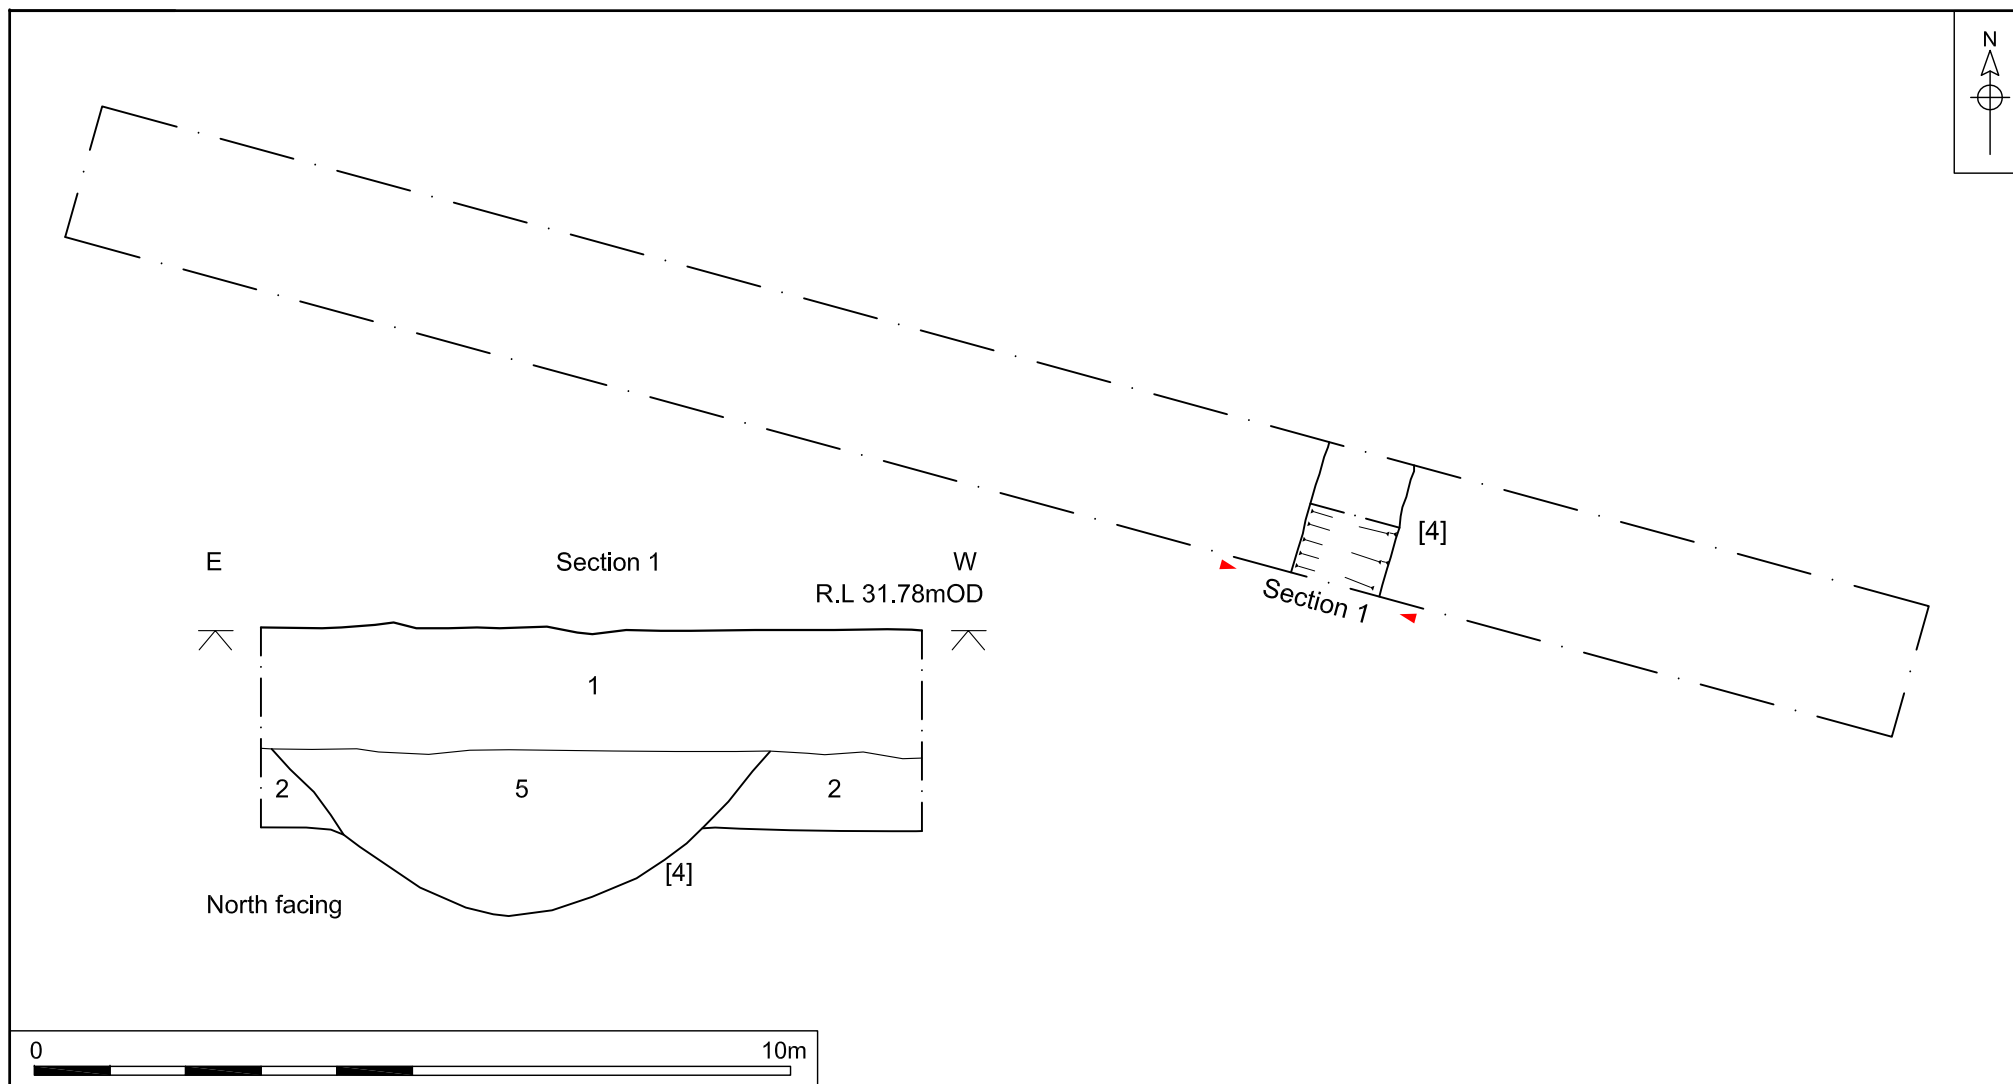 N
[4]
Section 1
E Section 1 W
R.L 31.78mOD
1
2 5 2
[4]
North facing
0 10m